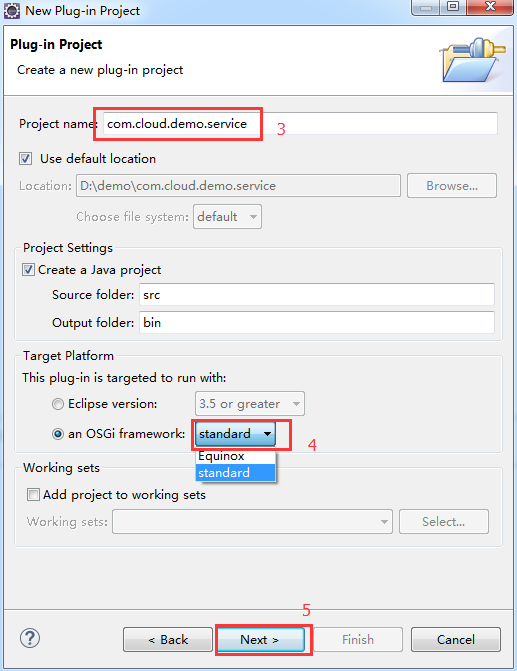 New Plug-in Project
Plug-in Project
Create a new plug-in project
Project name: com.cloud.demo.service 3
Use default location
Location: D:\demo\com.cloud.demo.service Browse...
Choose file system: default
Project Settings
Create a Java project
Source folder: src
Output folder: bin
Target Platform
This plug-in is targeted to run with:
Eclipse version: 3.5 or greater
an OSGi framework: standard 4
Equinox
standard
Working sets
Add project to working sets
Working sets: Select...
5
? < Back Next > Finish Cancel